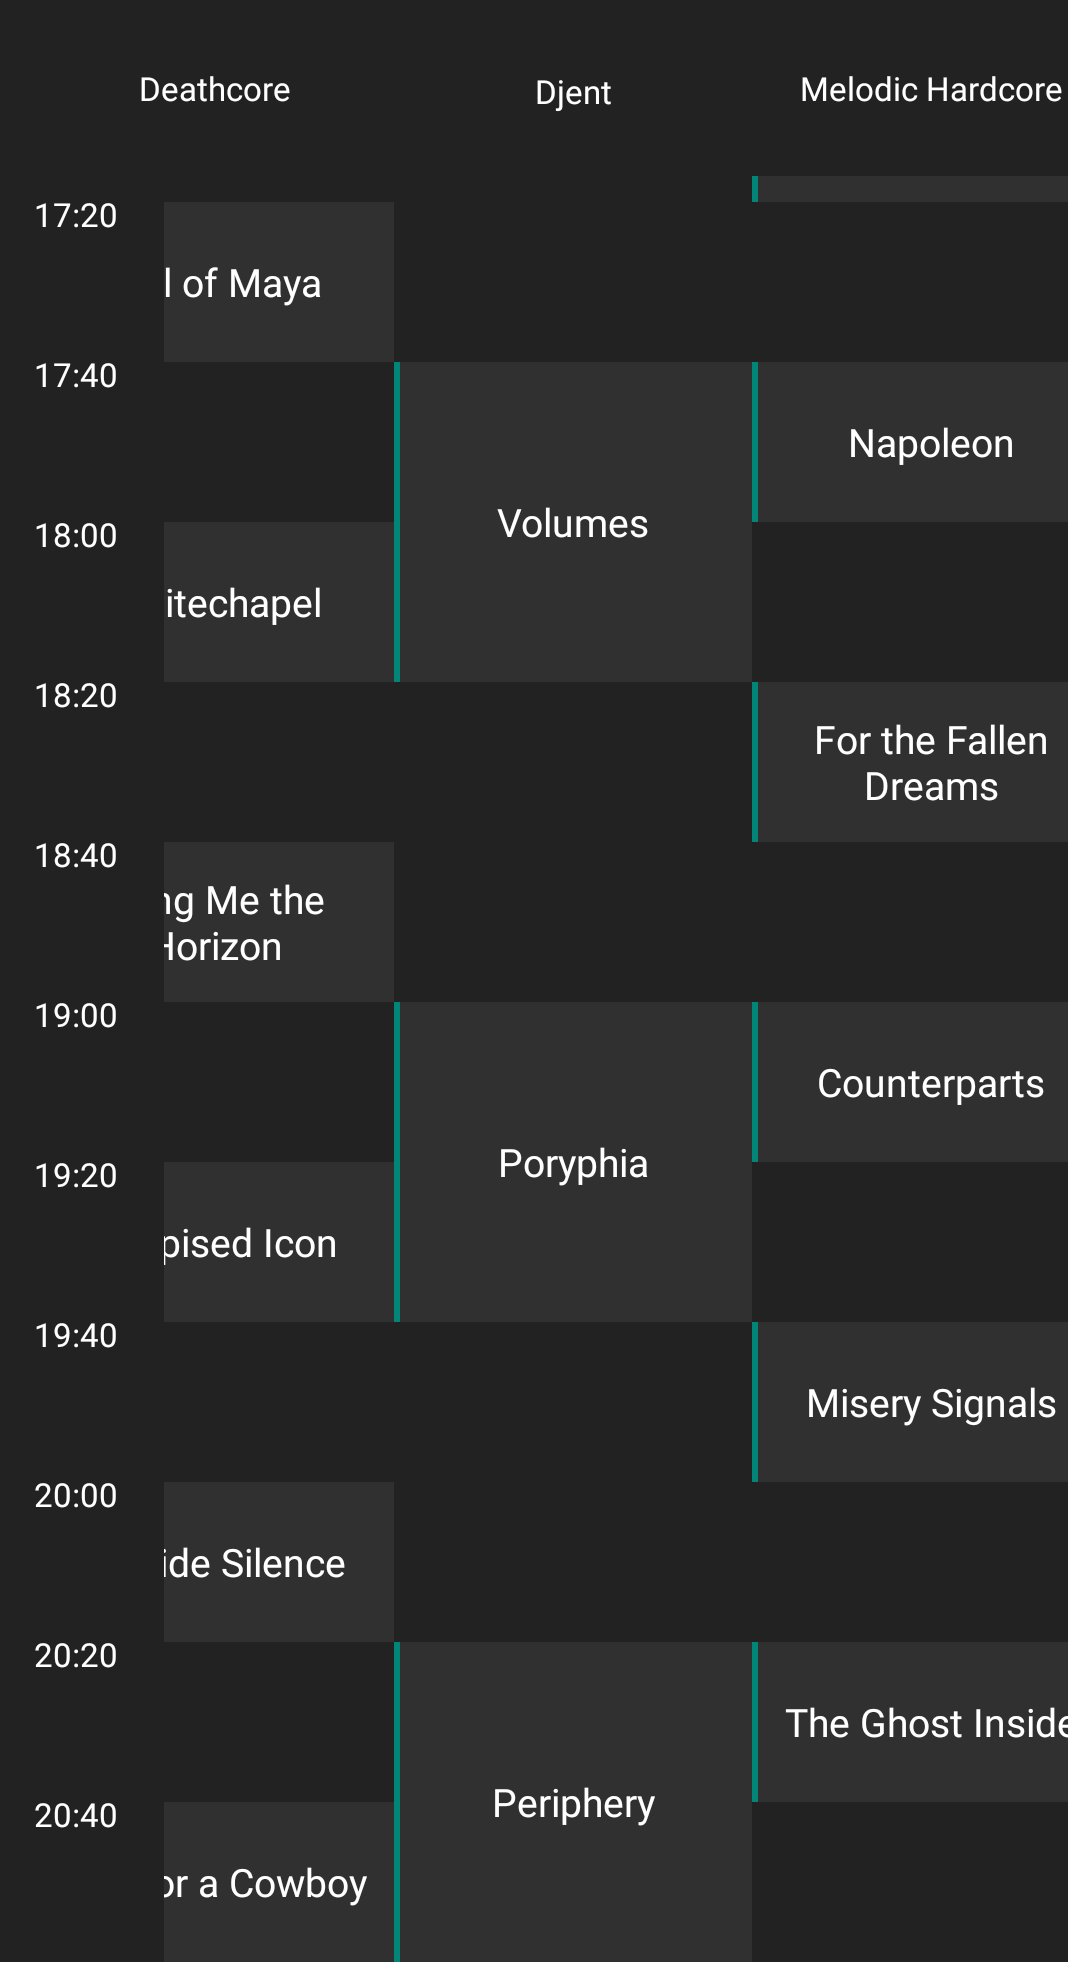 Deathcore
Djent
Melodic Hardcore
17:20
l of Maya
17:40
Napoleon
Volumes
18:00
itechapel
18:20
For the Fallen
Dreams
18:40
ng Me the
Horizon
19:00
Counterparts
Poryphia
19:20
pised Icon
19:40
Misery Signals
20:00
ide Silence
20:20
The Ghost Inside
Periphery
20:40
or a Cowboy